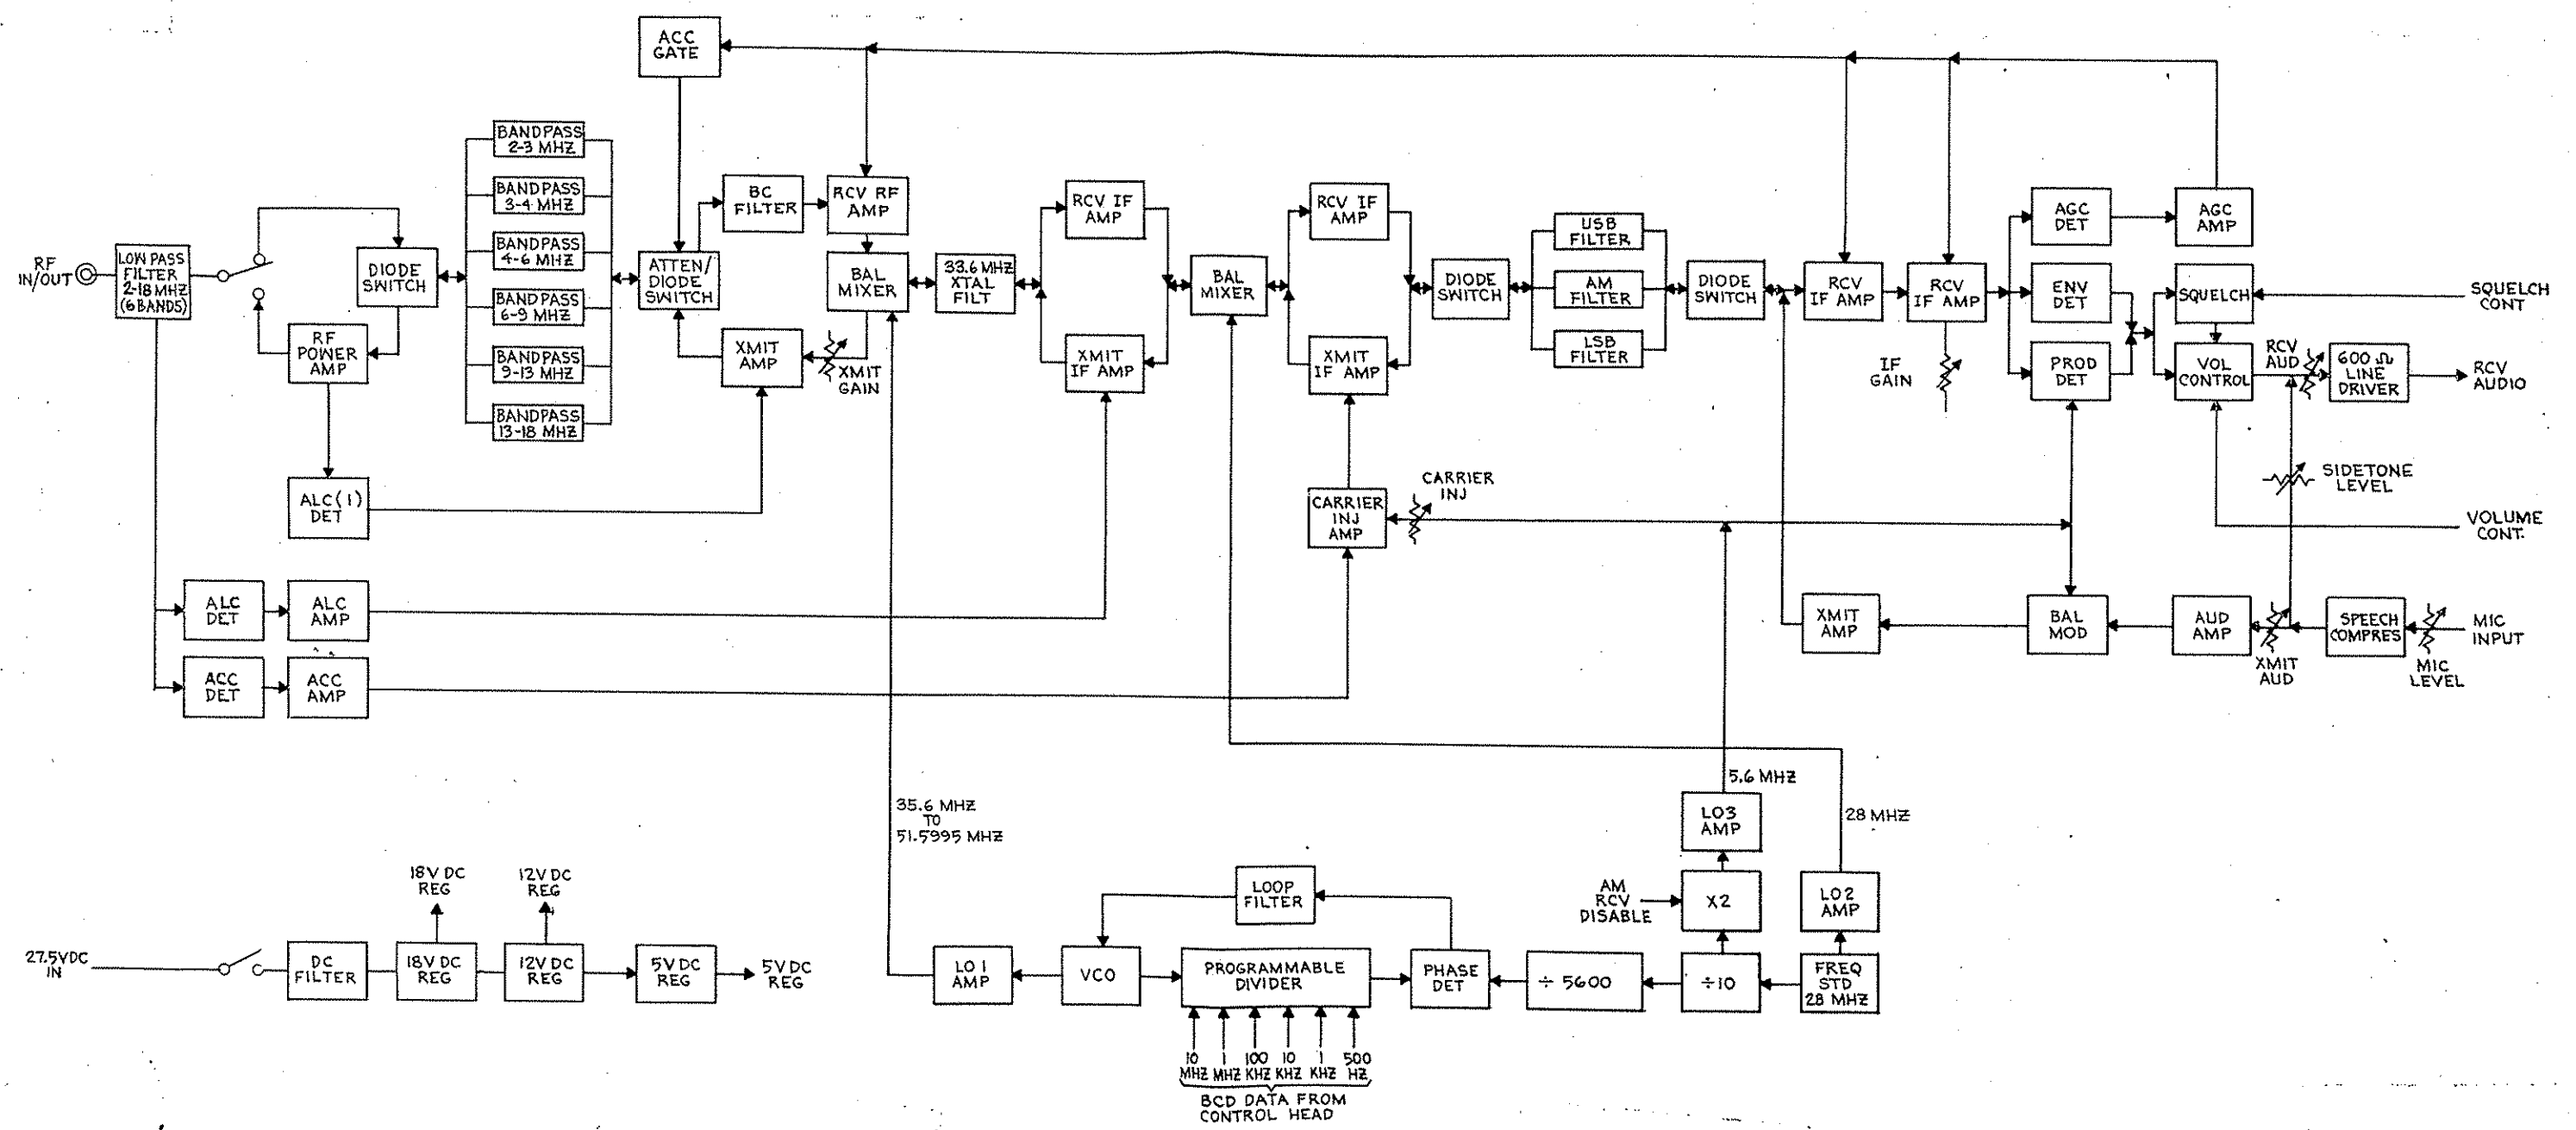 ACC
GATE
BANDPASS
2-3 MHZ
BANDPASS
3-4 MHZ
BANDPASS
4-6 MHZ
BANDPASS
6-9 MHZ
BANDPASS
9-13 MHZ
BANDPASS
13-18 MHZ
RF
IN/OUT
LOW PASS
FILTER
2-18 MHZ
(6 BANDS)
DIODE
SWITCH
RF
POWER
AMP
ALC(1)
DET
ATTEN/
DIODE
SWITCH
BC
FILTER
RCV RF
AMP
BAL
MIXER
XMIT
AMP
XMIT
GAIN
33.6 MHZ
XTAL
FILT
RCV IF
AMP
XMIT
IF AMP
BAL
MIXER
RCV IF
AMP
XMIT
IF AMP
DIODE
SWITCH
USB
FILTER
AM
FILTER
LSB
FILTER
DIODE
SWITCH
RCV
IF AMP
RCV
IF AMP
IF
GAIN
AGC
DET
AGC
AMP
ENV
DET
PROD
DET
SQUELCH
VOL
CONTROL
SQUELCH
CONT
RCV
AUD
600 Ω
LINE
DRIVER
RCV
AUDIO
SIDETONE
LEVEL
VOLUME
CONT.
CARRIER
INJ
AMP
CARRIER
INJ
ALC
DET
ALC
AMP
ACC
DET
ACC
AMP
XMIT
AMP
BAL
MOD
AUD
AMP
XMIT
AUD
SPEECH
COMPRES
MIC
LEVEL
MIC
INPUT
35.6 MHZ
TO
51.5995 MHZ
5.6 MHZ
28 MHZ
LO3
AMP
AM
RCV
DISABLE
X2
LO2
AMP
27.5VDC
IN
DC
FILTER
18V DC
REG
18V DC
REG
12V DC
REG
12V DC
REG
5V DC
REG
5V DC
REG
LO1
AMP
VCO
LOOP
FILTER
PROGRAMMABLE
DIVIDER
PHASE
DET
÷ 5600
÷10
FREQ
STD
28 MHZ
10 1 100 10 1 500
MHZ MHZ KHZ KHZ KHZ HZ
BCD DATA FROM
CONTROL HEAD